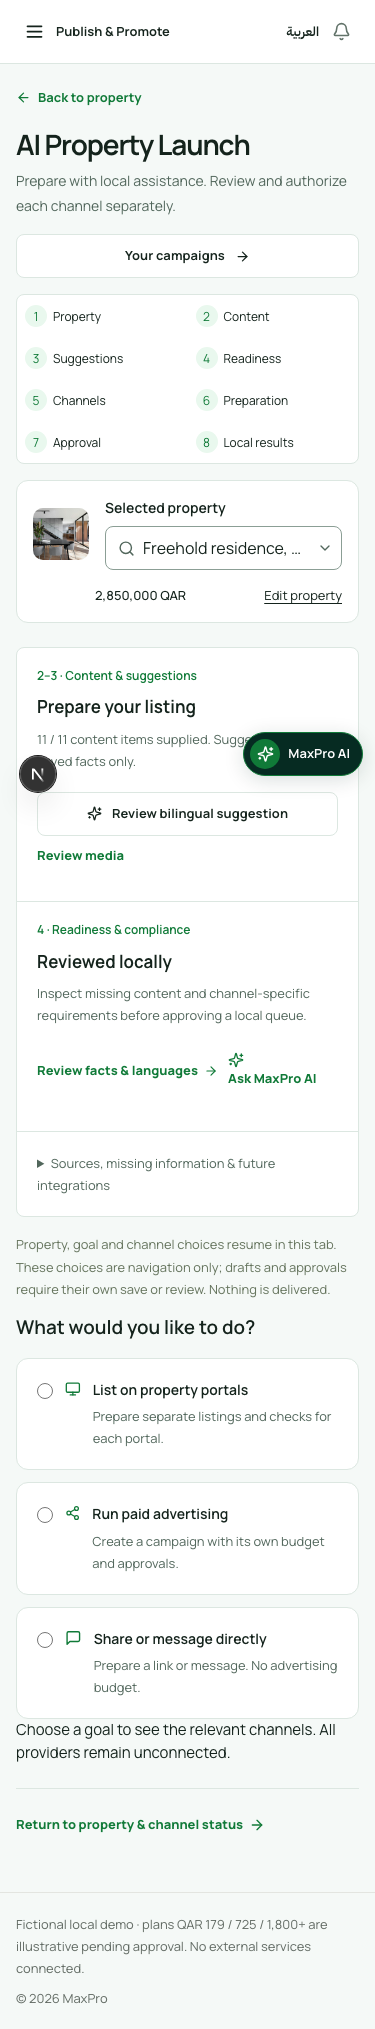 Publish & Promote
العربية
Back to property
AI Property Launch
Prepare with local assistance. Review and authorize
each channel separately.
Your campaigns
1 Property
2 Content
3 Suggestions
4 Readiness
5 Channels
6 Preparation
7 Approval
8 Local results
Selected property
Freehold residence, ...
2,850,000 QAR
Edit property
2–3 · Content & suggestions
Prepare your listing
11 / 11 content items supplied.
facts only.
MaxPro AI
N
Review bilingual suggestion
Review media
4 · Readiness & compliance
Reviewed locally
Inspect missing content and channel-specific
requirements before approving a local queue.
Review facts & languages
Ask MaxPro AI
Sources, missing information & future
integrations
Property, goal and channel choices resume in this tab.
These choices are navigation only; drafts and approvals
require their own save or review. Nothing is delivered.
What would you like to do?
List on property portals
Prepare separate listings and checks for
each portal.
Run paid advertising
Create a campaign with its own budget
and approvals.
Share or message directly
Prepare a link or message. No advertising
budget.
Choose a goal to see the relevant channels. All
providers remain unconnected.
Return to property & channel status
Fictional local demo · plans QAR 179 / 725 / 1,800+ are
illustrative pending approval. No external services
connected.
© 2026 MaxPro